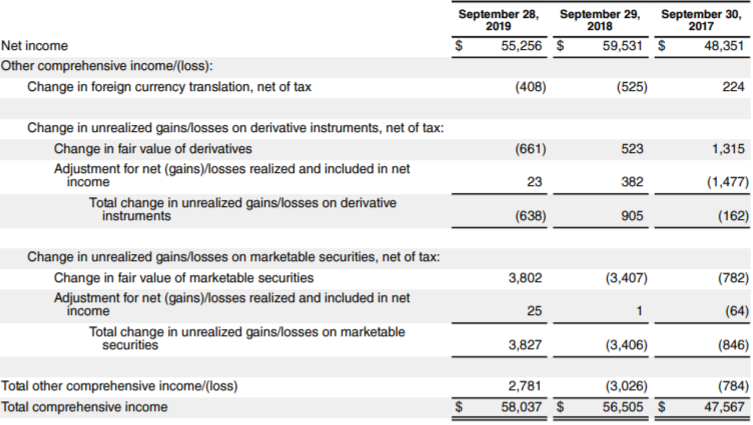 September 28, 2019 September 29, 2018 September 30, 2017
Net income $ 55,256 $ 59,531 $ 48,351
Other comprehensive income/(loss):
Change in foreign currency translation, net of tax (408) (525) 224
Change in unrealized gains/losses on derivative instruments, net of tax:
Change in fair value of derivatives (661) 523 1,315
Adjustment for net (gains)/losses realized and included in net
income 23 382 (1,477)
Total change in unrealized gains/losses on derivative
instruments (638) 905 (162)
Change in unrealized gains/losses on marketable securities, net of tax:
Change in fair value of marketable securities 3,802 (3,407) (782)
Adjustment for net (gains)/losses realized and included in net
income 25 1 (64)
Total change in unrealized gains/losses on marketable
securities 3,827 (3,406) (846)
Total other comprehensive income/(loss) 2,781 (3,026) (784)
Total comprehensive income $ 58,037 $ 56,505 $ 47,567